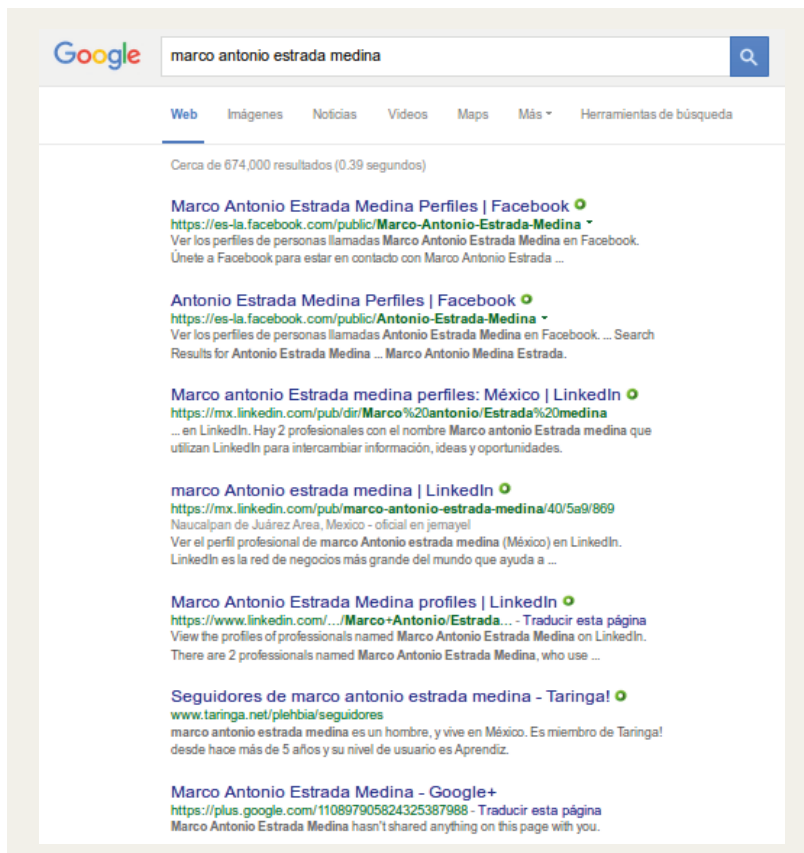 Google
marco antonio estrada medina
Web Imágenes Noticias Videos Maps Más Herramientas de búsqueda
Cerca de 674,000 resultados (0.39 segundos)
Marco Antonio Estrada Medina Perfiles | Facebook
https://es-la.facebook.com/public/Marco-Antonio-Estrada-Medina
Ver los perfiles de personas llamadas Marco Antonio Estrada Medina en Facebook.
Únete a Facebook para estar en contacto con Marco Antonio Estrada ...
Antonio Estrada Medina Perfiles | Facebook
https://es-la.facebook.com/public/Antonio-Estrada-Medina
Ver los perfiles de personas llamadas Antonio Estrada Medina en Facebook. ... Search
Results for Antonio Estrada Medina ... Marco Antonio Medina Estrada.
Marco antonio Estrada medina perfiles: México | LinkedIn
https://mx.linkedin.com/pub/dir/Marco%20antonio/Estrada%20medina
... en LinkedIn. Hay 2 profesionales con el nombre Marco antonio Estrada medina que
utilizan LinkedIn para intercambiar información, ideas y oportunidades.
marco Antonio estrada medina | LinkedIn
https://mx.linkedin.com/pub/marco-antonio-estrada-medina/40/5a9/869
Naucalpan de Juárez Area, Mexico - oficial en jemayel
Ver el perfil profesional de marco Antonio estrada medina (México) en LinkedIn.
LinkedIn es la red de negocios más grande del mundo que ayuda a ...
Marco Antonio Estrada Medina profiles | LinkedIn
https://www.linkedin.com/.../Marco+Antonio/Estrada... - Traducir esta página
View the profiles of professionals named Marco Antonio Estrada Medina on LinkedIn.
There are 2 professionals named Marco Antonio Estrada Medina, who use ...
Seguidores de marco antonio estrada medina - Taringa!
www.taringa.net/plehbia/seguidores
marco antonio estrada medina es un hombre, y vive en México. Es miembro de Taringa!
desde hace más de 5 años y su nivel de usuario es Aprendiz.
Marco Antonio Estrada Medina - Google+
https://plus.google.com/110897905824325387988 - Traducir esta página
Marco Antonio Estrada Medina hasn't shared anything on this page with you.